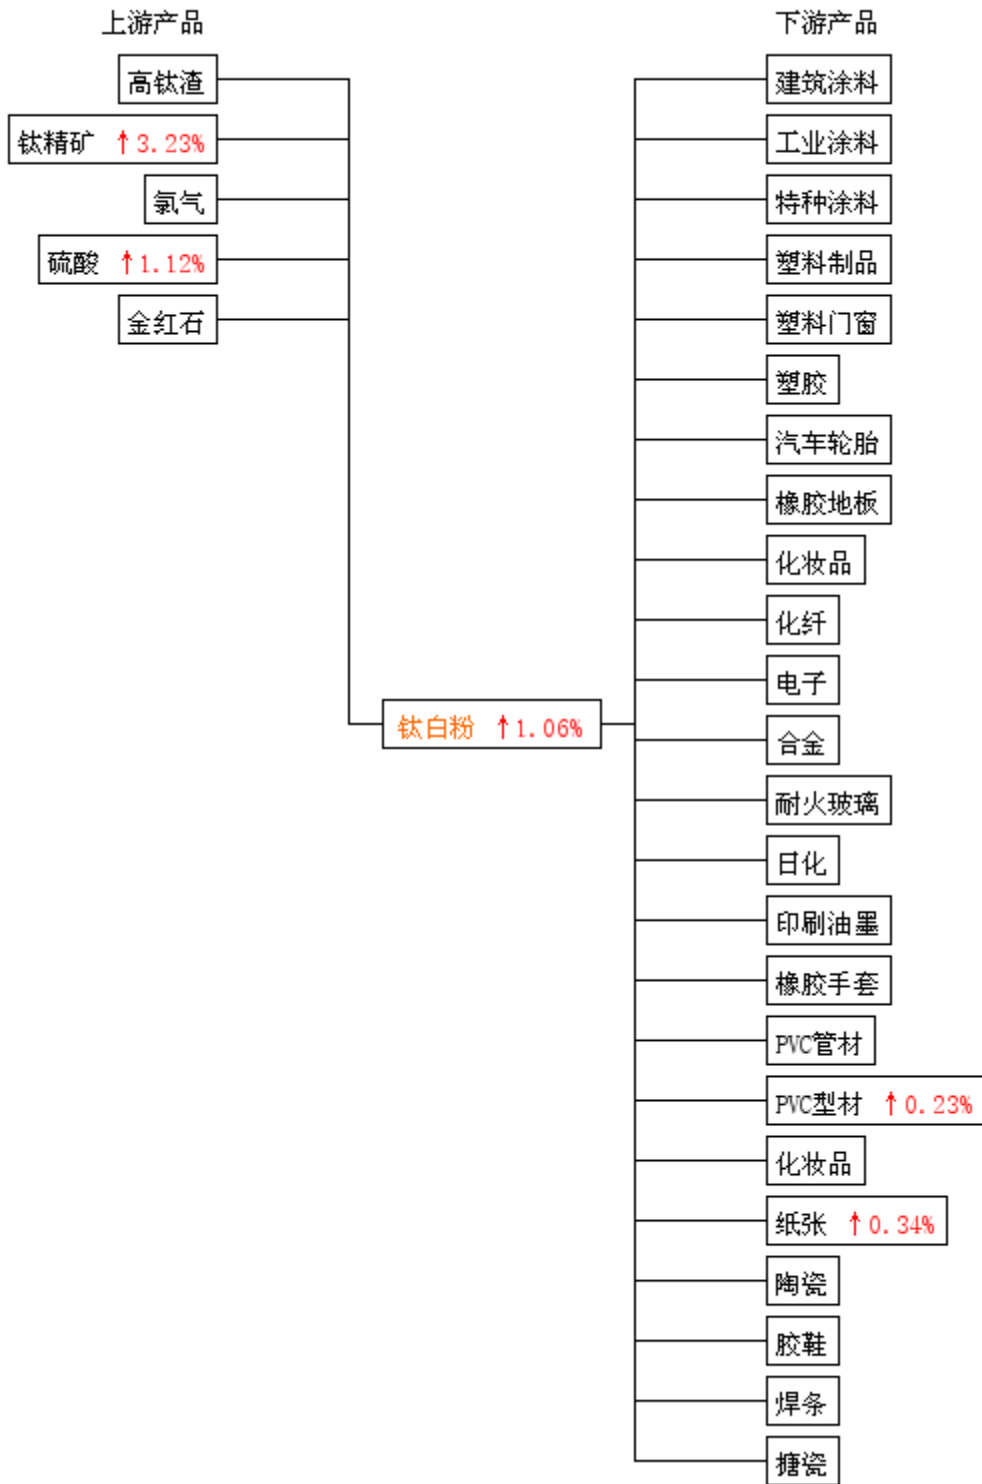 上游产品
高钛渣
钛精矿 ↑3.23%
氯气
硫酸 ↑1.12%
金红石
钛白粉 ↑1.06%
下游产品
建筑涂料
工业涂料
特种涂料
塑料制品
塑料门窗
塑胶
汽车轮胎
橡胶地板
化妆品
化纤
电子
合金
耐火玻璃
日化
印刷油墨
橡胶手套
PVC管材
PVC型材 ↑0.23%
化妆品
纸张 ↑0.34%
陶瓷
胶鞋
焊条
搪瓷